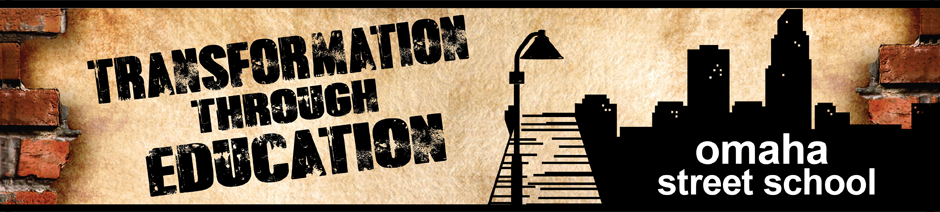 TRANSFORMATION
THROUGH
EDUCATION
omaha
street school